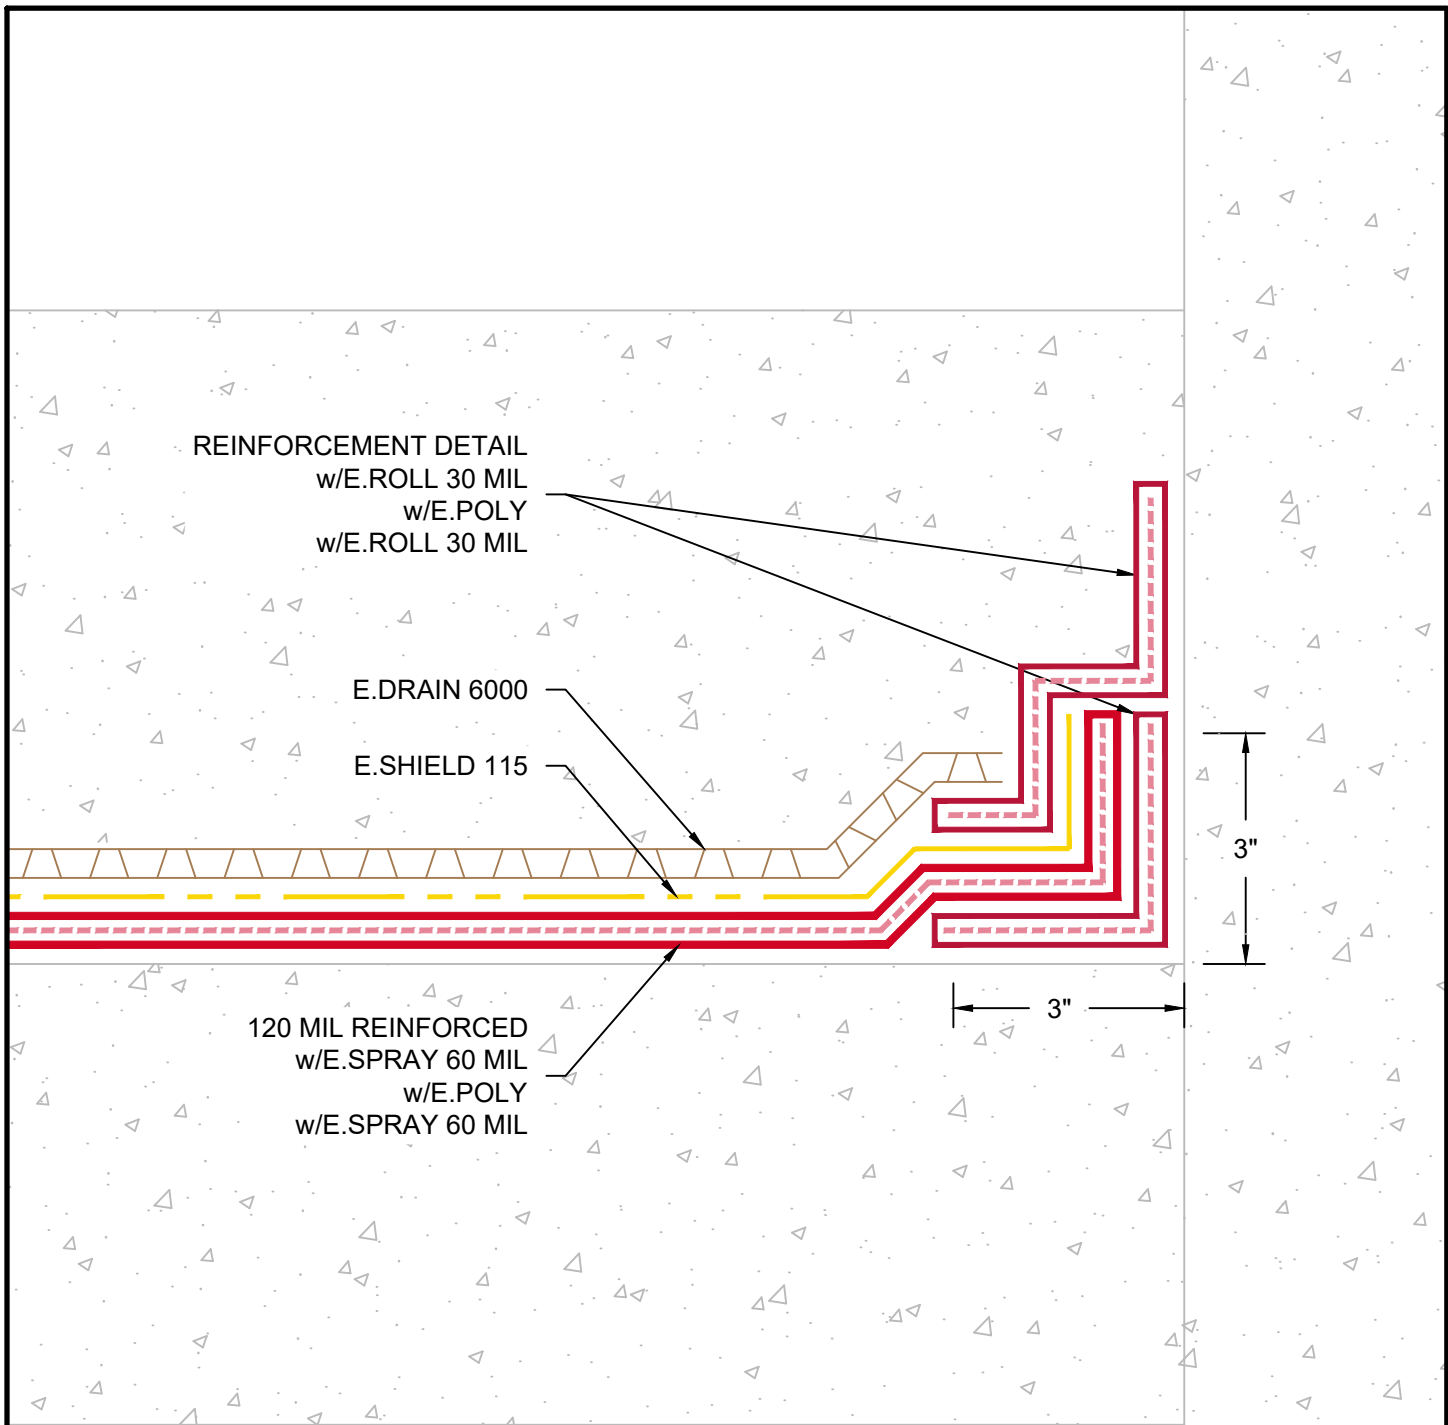 REINFORCEMENT DETAIL
w/E.ROLL 30 MIL
w/E.POLY
w/E.ROLL 30 MIL
E.DRAIN 6000
E.SHIELD 115
3"
3"
120 MIL REINFORCED
w/E.SPRAY 60 MIL
w/E.POLY
w/E.SPRAY 60 MIL